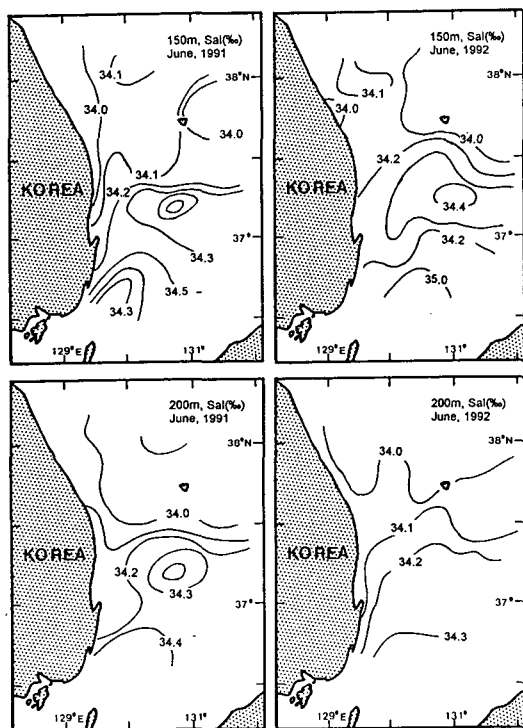 150m, Sal(‰)
June, 1991
34.1
38°N
34.0
34.0
34.1
34.2
KOREA
37°
34.3
34.5
34.3
129°E
131°
150m, Sal(‰)
June, 1992
38°N
34.1
34.0
34.0
34.2
KOREA
34.4
37°
34.2
35.0
129°E
131°
200m, Sal(‰)
June, 1991
38°N
34.0
KOREA
34.2
34.3
37°
34.4
129°E
131°
200m, Sal(‰)
June, 1992
34.0
38°N
34.1
KOREA
34.2
37°
34.3
129°E
131°